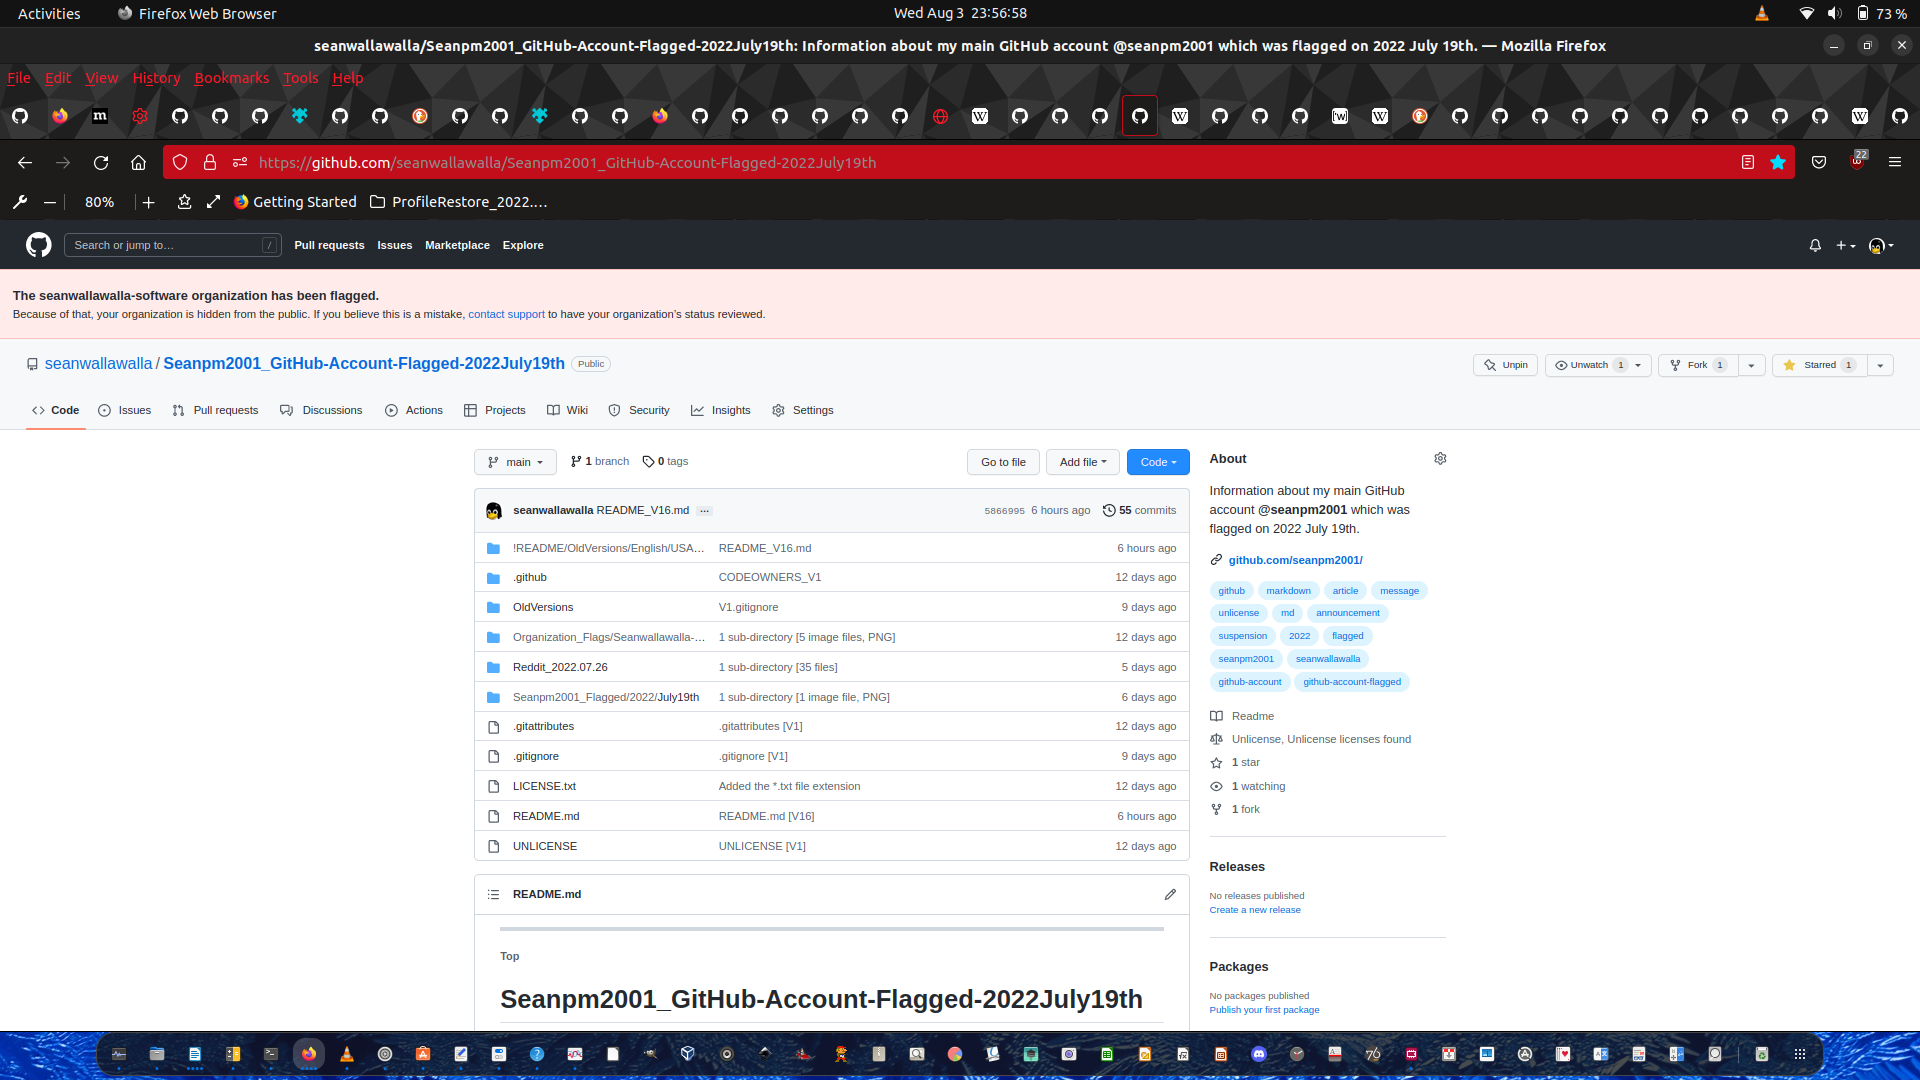 Activities Firefox Web Browser Wed Aug 3 23:56:58 73 %
seanwallawalla/Seanpm2001_GitHub-Account-Flagged-2022July19th: Information about my main GitHub account @seanpm2001 which was flagged on 2022 July 19th. — Mozilla Firefox
File Edit View History Bookmarks Tools Help
https://github.com/seanwallawalla/Seanpm2001_GitHub-Account-Flagged-2022July19th 22
80% Getting Started ProfileRestore_2022.…
Search or jump to… / Pull requests Issues Marketplace Explore
The seanwallawalla-software organization has been flagged.
Because of that, your organization is hidden from the public. If you believe this is a mistake, contact support to have your organization's status reviewed.
seanwallawalla / Seanpm2001_GitHub-Account-Flagged-2022July19th Public Unpin Unwatch 1 Fork 1 Starred 1
Code Issues Pull requests Discussions Actions Projects Wiki Security Insights Settings
main 1 branch 0 tags Go to file Add file Code
seanwallawalla README_V16.md … 5866995 6 hours ago 55 commits
!README/OldVersions/English/USA… README_V16.md 6 hours ago
.github CODEOWNERS_V1 12 days ago
OldVersions V1.gitignore 9 days ago
Organization_Flags/Seanwallawalla-… 1 sub-directory [5 image files, PNG] 12 days ago
Reddit_2022.07.26 1 sub-directory [35 files] 5 days ago
Seanpm2001_Flagged/2022/July19th 1 sub-directory [1 image file, PNG] 6 days ago
.gitattributes .gitattributes [V1] 12 days ago
.gitignore .gitignore [V1] 9 days ago
LICENSE.txt Added the *.txt file extension 12 days ago
README.md README.md [V16] 6 hours ago
UNLICENSE UNLICENSE [V1] 12 days ago
README.md
Top
Seanpm2001_GitHub-Account-Flagged-2022July19th
About
Information about my main GitHub
account @seanpm2001 which was
flagged on 2022 July 19th.
github.com/seanpm2001/
github markdown article message
unlicense md announcement
suspension 2022 flagged
seanpm2001 seanwallawalla
github-account github-account-flagged
Readme
Unlicense, Unlicense licenses found
1 star
1 watching
1 fork
Releases
No releases published
Create a new release
Packages
No packages published
Publish your first package